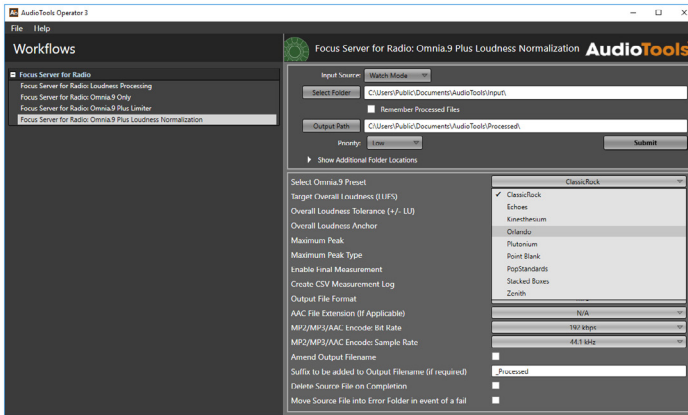 AudioTools Operator 3
File Help
Workflows
Focus Server for Radio
Focus Server for Radio: Loudness Processing
Focus Server for Radio: Omnia.9 Only
Focus Server for Radio: Omnia.9 Plus Limiter
Focus Server for Radio: Omnia.9 Plus Loudness Normalization
Focus Server for Radio: Omnia.9 Plus Loudness Normalization AudioTools
Input Source: Watch Mode
Select Folder C:\Users\Public\Documents\AudioTools\Input\
Remember Processed Files
Output Path C:\Users\Public\Documents\AudioTools\Processed\
Priority: Low Submit
Show Additional Folder Locations
Select Omnia.9 Preset ClassicRock
Target Overall Loudness (LUFS) ✓ ClassicRock
Overall Loudness Tolerance (+/- LU) Echoes
Kinesthesium
Overall Loudness Anchor Orlando
Maximum Peak Plutonium
Maximum Peak Type Point Blank
Enable Final Measurement PopStandards
Create CSV Measurement Log Stacked Boxes
Output File Format Zenith
AAC File Extension (If Applicable) N/A
MP2/MP3/AAC Encode: Bit Rate 192 kbps
MP2/MP3/AAC Encode: Sample Rate 44.1 kHz
Amend Output Filename
Suffix to be added to Output Filename (if required) _Processed
Delete Source File on Completion
Move Source File into Error Folder in event of a fail